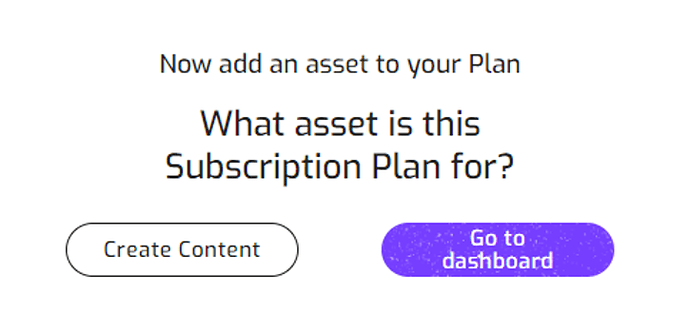 Now add an asset to your Plan
What asset is this
Subscription Plan for?
Create Content
Go to
dashboard